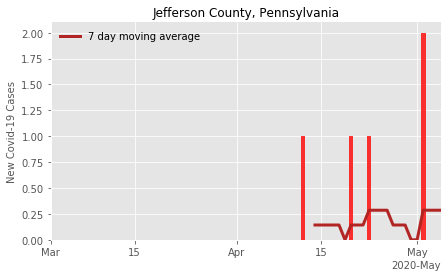 Jefferson County, Pennsylvania
7 day moving average
New Covid-19 Cases
2.00
1.75
1.50
1.25
1.00
0.75
0.50
0.25
0.00
Mar
15
Apr
15
May
2020-May